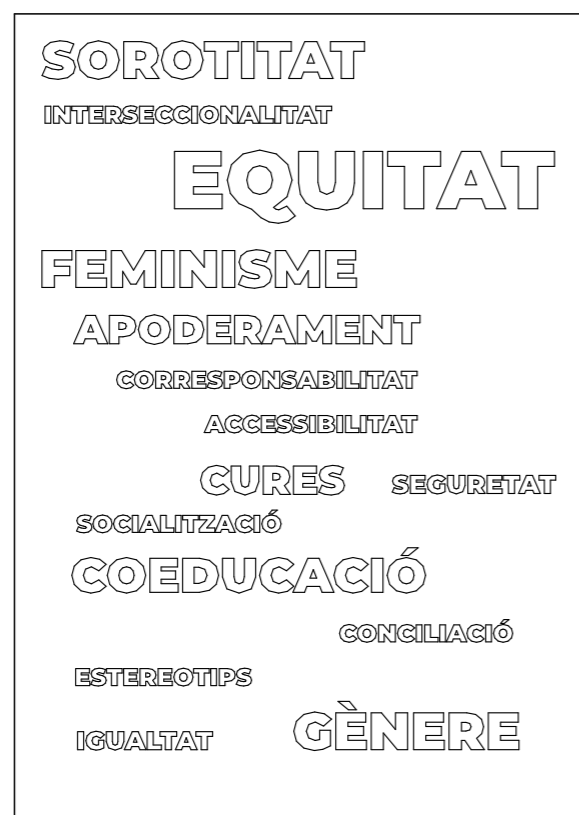 SOROTITAT
INTERSECCIONALITAT
EQUITAT
FEMINISME
APODERAMENT
CORRESPONSABILITAT
ACCESSIBILITAT
CURES
SEGURETAT
SOCIALITZACIÓ
COEDUCACIÓ
CONCILIACIÓ
ESTEREOTIPS
GÈNERE
IGUALTAT